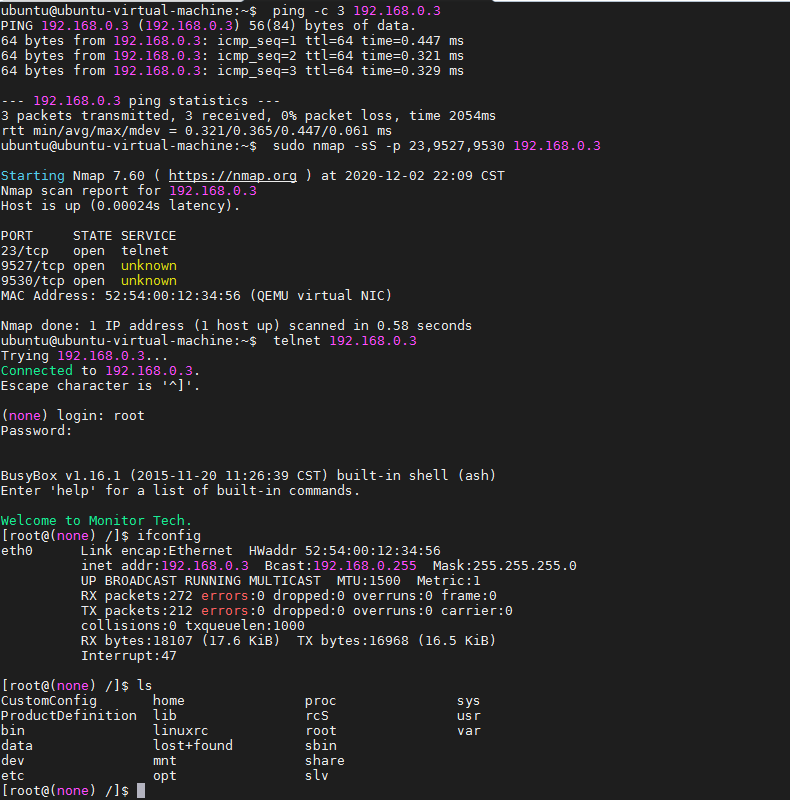 ubuntu@ubuntu-virtual-machine:~$  ping -c 3 192.168.0.3
PING 192.168.0.3 (192.168.0.3) 56(84) bytes of data.
64 bytes from 192.168.0.3: icmp_seq=1 ttl=64 time=0.447 ms
64 bytes from 192.168.0.3: icmp_seq=2 ttl=64 time=0.321 ms
64 bytes from 192.168.0.3: icmp_seq=3 ttl=64 time=0.329 ms
--- 192.168.0.3 ping statistics ---
3 packets transmitted, 3 received, 0% packet loss, time 2054ms
rtt min/avg/max/mdev = 0.321/0.365/0.447/0.061 ms
ubuntu@ubuntu-virtual-machine:~$  sudo nmap -sS -p 23,9527,9530 192.168.0.3
Starting Nmap 7.60 ( https://nmap.org ) at 2020-12-02 22:09 CST
Nmap scan report for 192.168.0.3
Host is up (0.00024s latency).
PORT     STATE SERVICE
23/tcp   open  telnet
9527/tcp open  unknown
9530/tcp open  unknown
MAC Address: 52:54:00:12:34:56 (QEMU virtual NIC)
Nmap done: 1 IP address (1 host up) scanned in 0.58 seconds
ubuntu@ubuntu-virtual-machine:~$  telnet 192.168.0.3
Trying 192.168.0.3...
Connected to 192.168.0.3.
Escape character is '^]'.
(none) login: root
Password:
BusyBox v1.16.1 (2015-11-20 11:26:39 CST) built-in shell (ash)
Enter 'help' for a list of built-in commands.
Welcome to Monitor Tech.
[root@(none) /]$ ifconfig
eth0      Link encap:Ethernet  HWaddr 52:54:00:12:34:56
          inet addr:192.168.0.3  Bcast:192.168.0.255  Mask:255.255.255.0
          UP BROADCAST RUNNING MULTICAST  MTU:1500  Metric:1
          RX packets:272 errors:0 dropped:0 overruns:0 frame:0
          TX packets:212 errors:0 dropped:0 overruns:0 carrier:0
          collisions:0 txqueuelen:1000
          RX bytes:18107 (17.6 KiB)  TX bytes:16968 (16.5 KiB)
          Interrupt:47
[root@(none) /]$ ls
CustomConfig       home               proc               sys
ProductDefinition  lib                rcS                usr
bin                linuxrc            root               var
data               lost+found         sbin
dev                mnt                share
etc                opt                slv
[root@(none) /]$